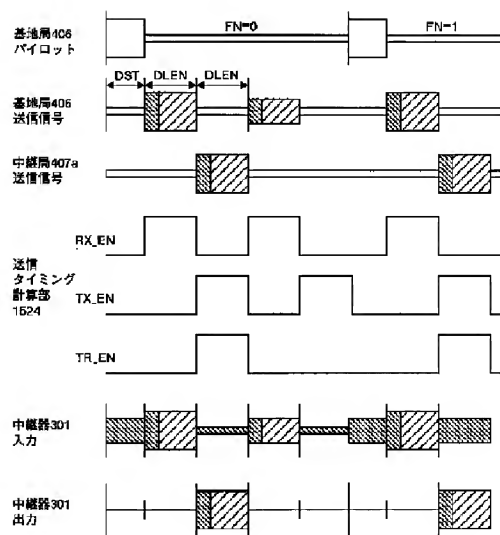 基地局406
パイロット
FN=0
FN=1
基地局406
送信信号
DST
DLEN
DLEN
中継局407a
送信信号
送信
タイミング
計算部
1624
RX_EN
TX_EN
TR_EN
中継器301
入力
中継器301
出力